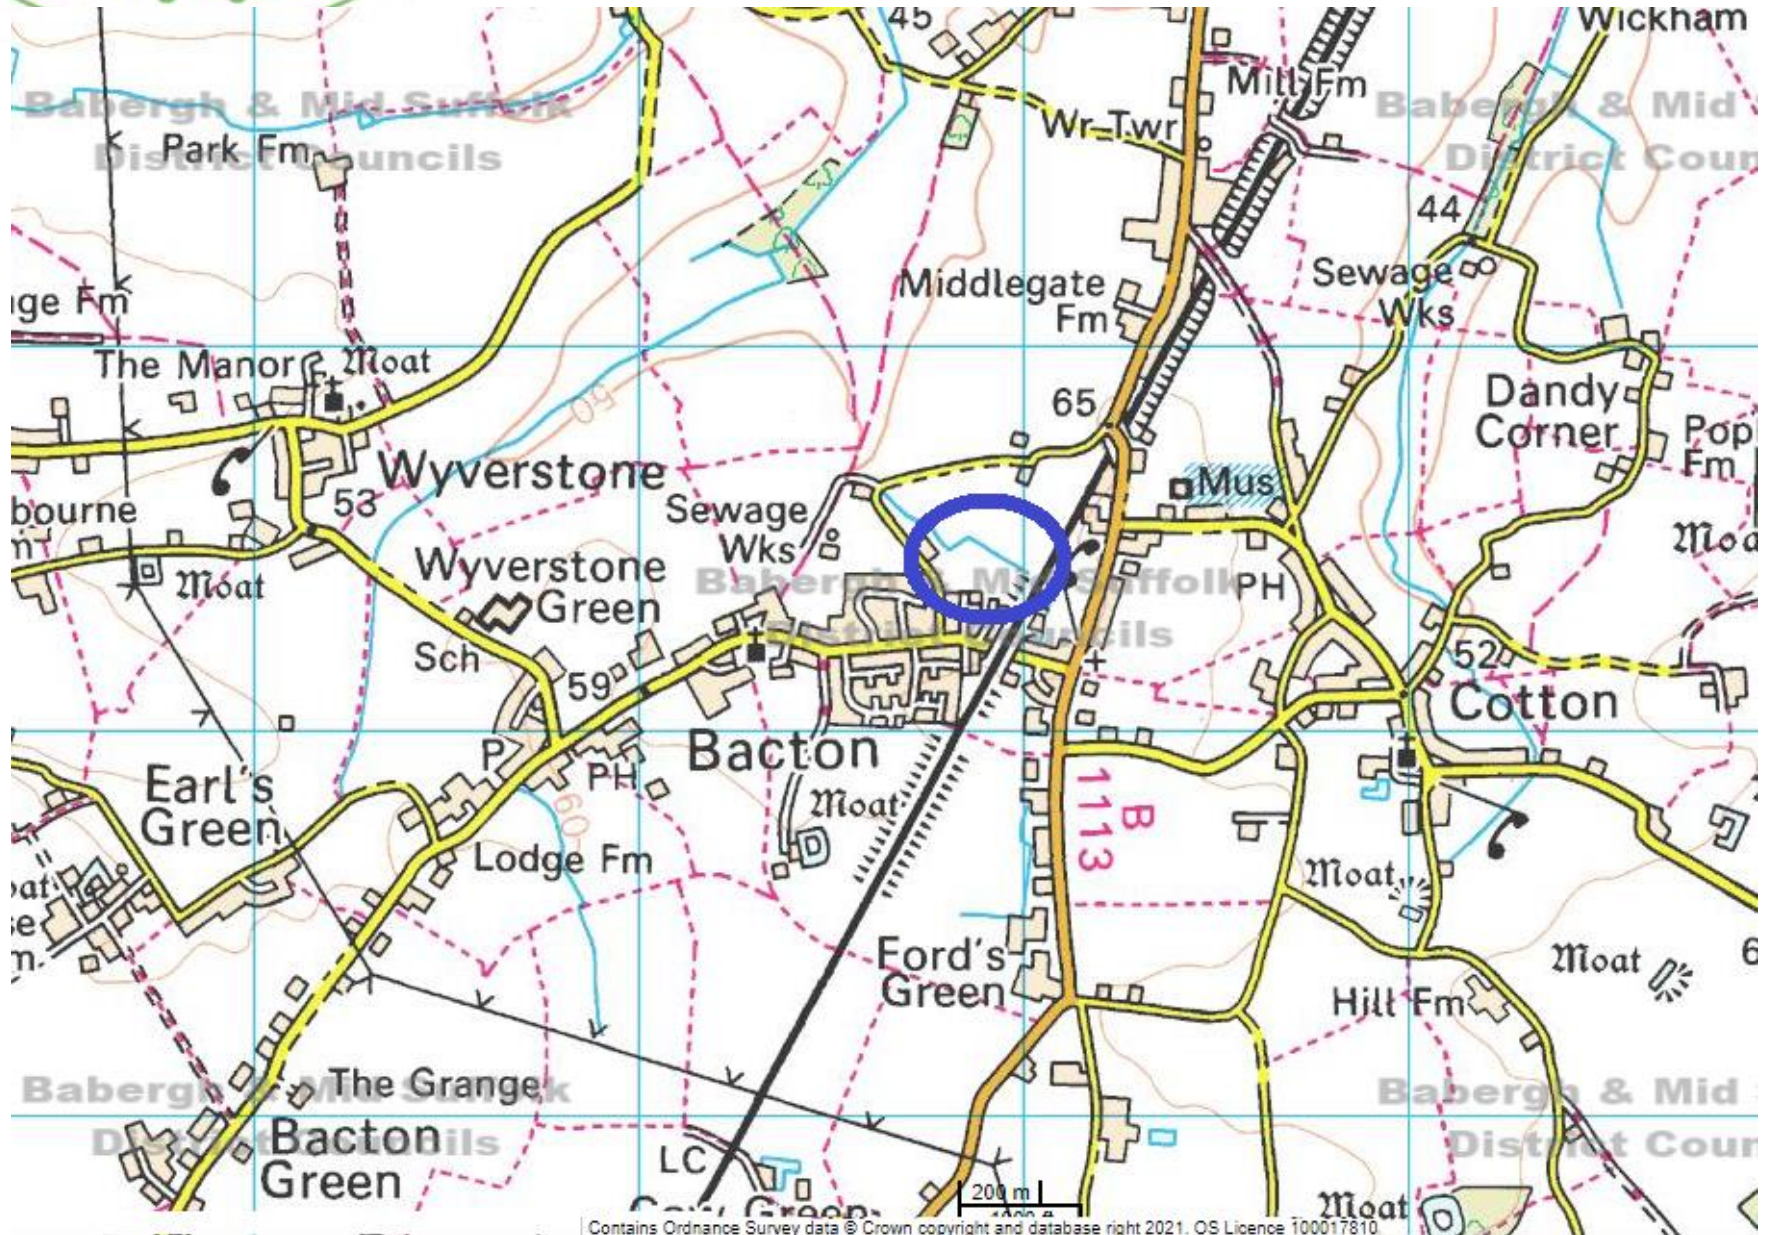 45
Wickham
Babergh & Mid Suffolk
District Councils
Park Fm
Mill Fm
Wr Twr
Babergh & Mid
District Coun
44
Middlegate
Fm
Sewage
Wks
ge Fm
The Manor
Moat
50
65
Dandy
Corner
Pop
Fm
Wyverstone
53
Mus
Sewage
Wks
bourne
Moat
Wyverstone
Green
Babergh & Mid Suffolk
District Councils
PH
Sch
59
52
Cotton
Bacton
P
PH
60
Earl's
Green
Moat
B
1113
Lodge Fm
Moat
Ford's
Green
Moat
6
Hill Fm
The Grange
Babergh & Mid Suffolk
District Councils
Babergh & Mid
District Coun
Bacton
Green
LC
200 m
Moat
Contains Ordnance Survey data © Crown copyright and database right 2021. OS Licence 100017810